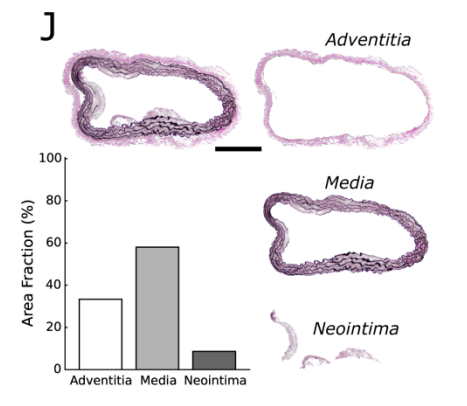 J
Adventitia
Media
Neointima
Area Fraction (%)
100
80
60
40
20
0
Adventitia Media Neointima